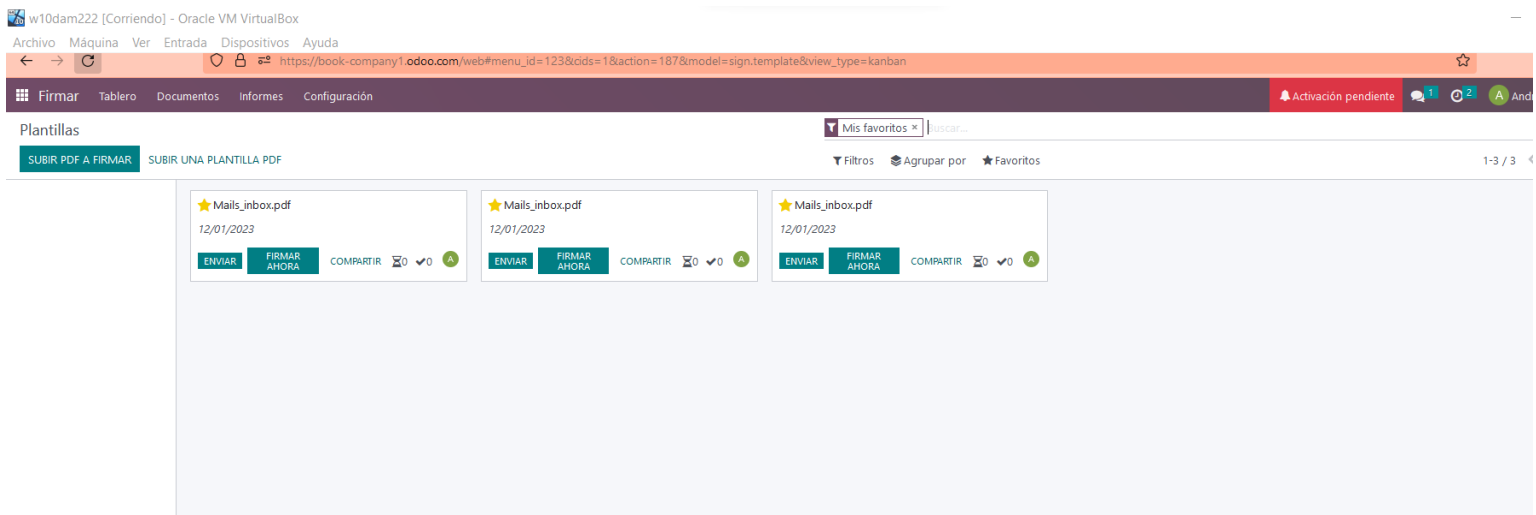 w10dam222 [Corriendo] - Oracle VM VirtualBox
Archivo Máquina Ver Entrada Dispositivos Ayuda
https://book-company1.odoo.com/web#menu_id=123&cids=1&action=187&model=sign.template&view_type=kanban
Firmar Tablero Documentos Informes Configuración Activación pendiente 1 2 A
Plantillas Mis favoritos × Buscar...
SUBIR PDF A FIRMAR SUBIR UNA PLANTILLA PDF Filtros Agrupar por Favoritos 1-3 / 3
Mails_inbox.pdf Mails_inbox.pdf Mails_inbox.pdf
12/01/2023 12/01/2023 12/01/2023
ENVIAR FIRMAR AHORA COMPARTIR 0 0 A ENVIAR FIRMAR AHORA COMPARTIR 0 0 A ENVIAR FIRMAR AHORA COMPARTIR 0 0 A